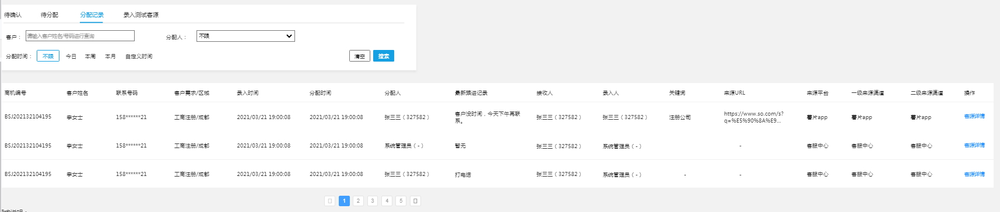 待确认 待分配 分配记录 录入测试客源
客户： 请输入客户姓名/号码进行查询 分配人： 不限
分配时间： 不限 今日 本周 本月 自定义时间 清空 搜索
商机编号 客户姓名 联系号码 客户需求/区域 录入时间 分配时间 分配人 最新跟进记录 接收人 录入人 关键词 来源URL 来源平台 一级来源渠道 二级来源渠道 操作
BSJ202132104195 李女士 158******21 工商注册/成都 2021/03/21 19:00:08 2021/03/21 19:00:08 张三三（327582） 客户没时间，今天下午再联系。 张三三（327582） 张三三（327582） 注册公司 https://www.so.com/s?q=%E5%90%8A%E9... 薯片app 薯片app 薯片app 客源详情
BSJ202132104195 李女士 158******21 工商注册/成都 2021/03/21 19:00:08 2021/03/21 19:00:08 系统管理员（-） 暂无 张三三（327582） 系统管理员（-） - 客服中心 客服中心 客服中心 客源详情
BSJ202132104195 李女士 158******21 工商注册/成都 2021/03/21 19:00:08 2021/03/21 19:00:08 张三三（327582） 打电话 张三三（327582） 系统管理员（-） - - 客服中心 客服中心 客服中心 客源详情
1 2 3 4 5